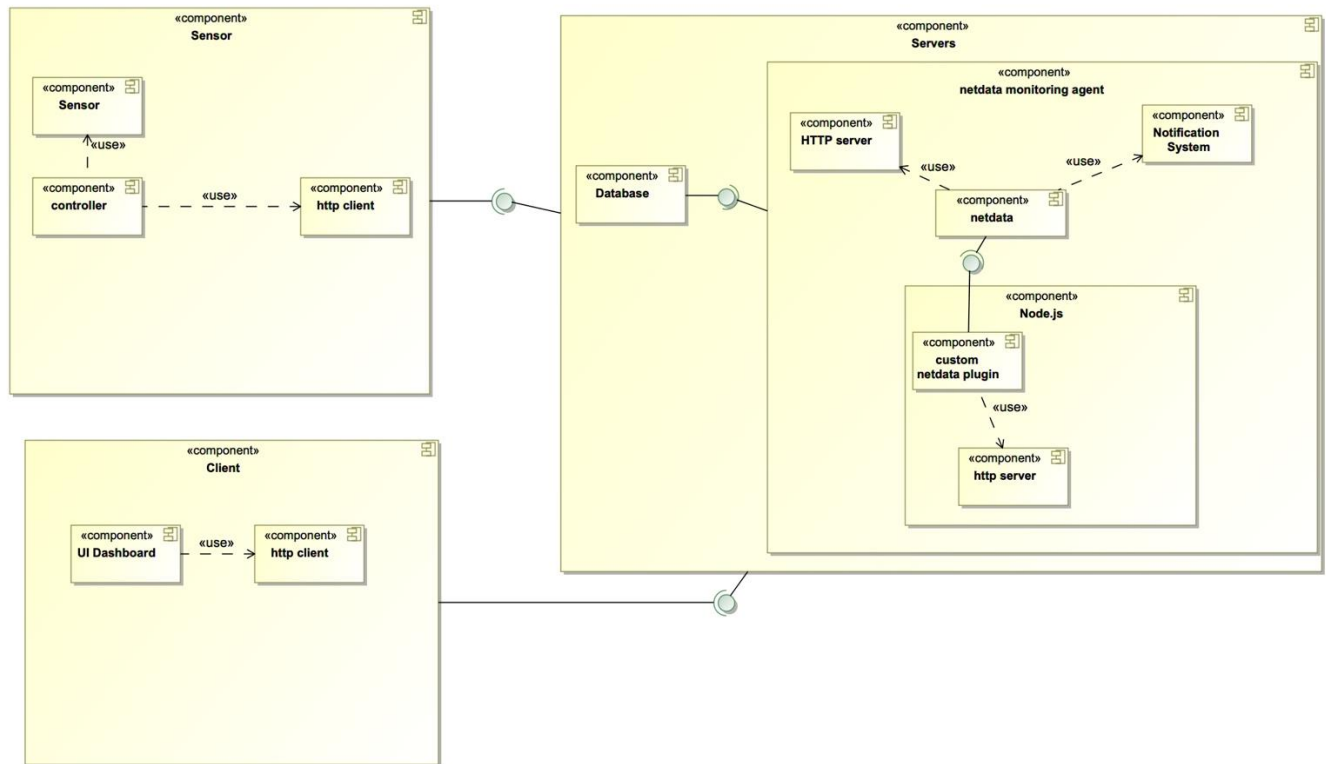 «component»
Sensor
«component»
Sensor
«use»
«component»
controller
«use»
«component»
http client
«component»
Servers
«component»
Database
«component»
netdata monitoring agent
«component»
HTTP server
«component»
Notification
System
«use»
«use»
«component»
netdata
«component»
Node.js
«component»
custom
netdata plugin
«use»
«component»
http server
«component»
Client
«component»
UI Dashboard
«use»
«component»
http client